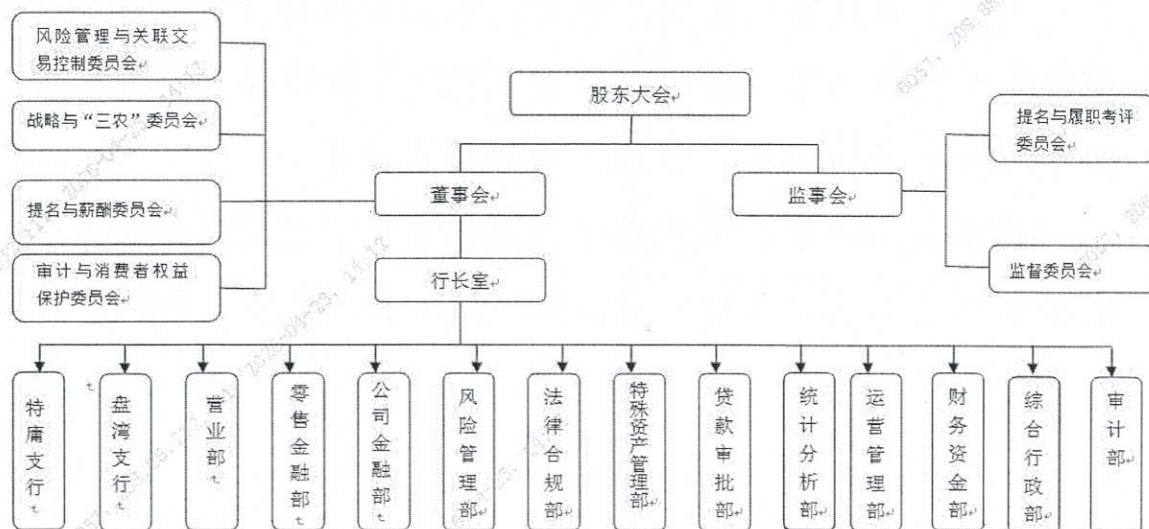 风险管理与关联交
易控制委员会
战略与“三农”委员会
提名与薪酬委员会
审计与消费者权益
保护委员会
股东大会
董事会
监事会
行长室
提名与履职考评
委员会
监督委员会
特庸支行
盘湾支行
营业部
零售金融部
公司金融部
风险管理部
法律合规部
特殊资产管理部
贷款审批部
统计分析部
运营管理部
财务资金部
综合行政部
审计部